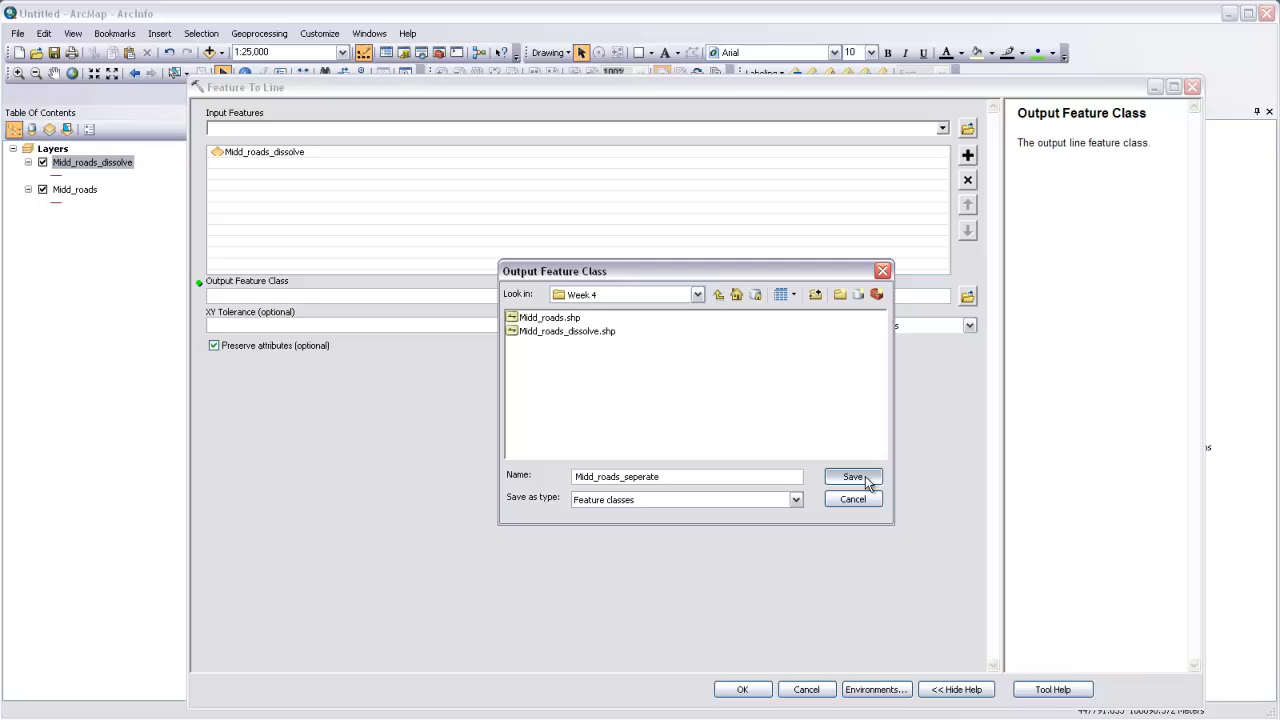 Untitled - ArcMap - ArcInfo
File Edit View Bookmarks Insert Selection Geoprocessing Customize Windows Help
1:25,000 Drawing Arial 10 B I U A
100% Labeling
Feature To Line
Table Of Contents
Layers
Midd_roads_dissolve
Midd_roads
Input Features
Midd_roads_dissolve
Output Feature Class
XY Tolerance (optional)
Preserve attributes (optional)
Output Feature Class
Look in: Week 4
Midd_roads.shp
Midd_roads_dissolve.shp
Name: Midd_roads_seperate Save
Save as type: Feature classes Cancel
Output Feature Class
The output line feature class.
OK Cancel Environments... << Hide Help Tool Help